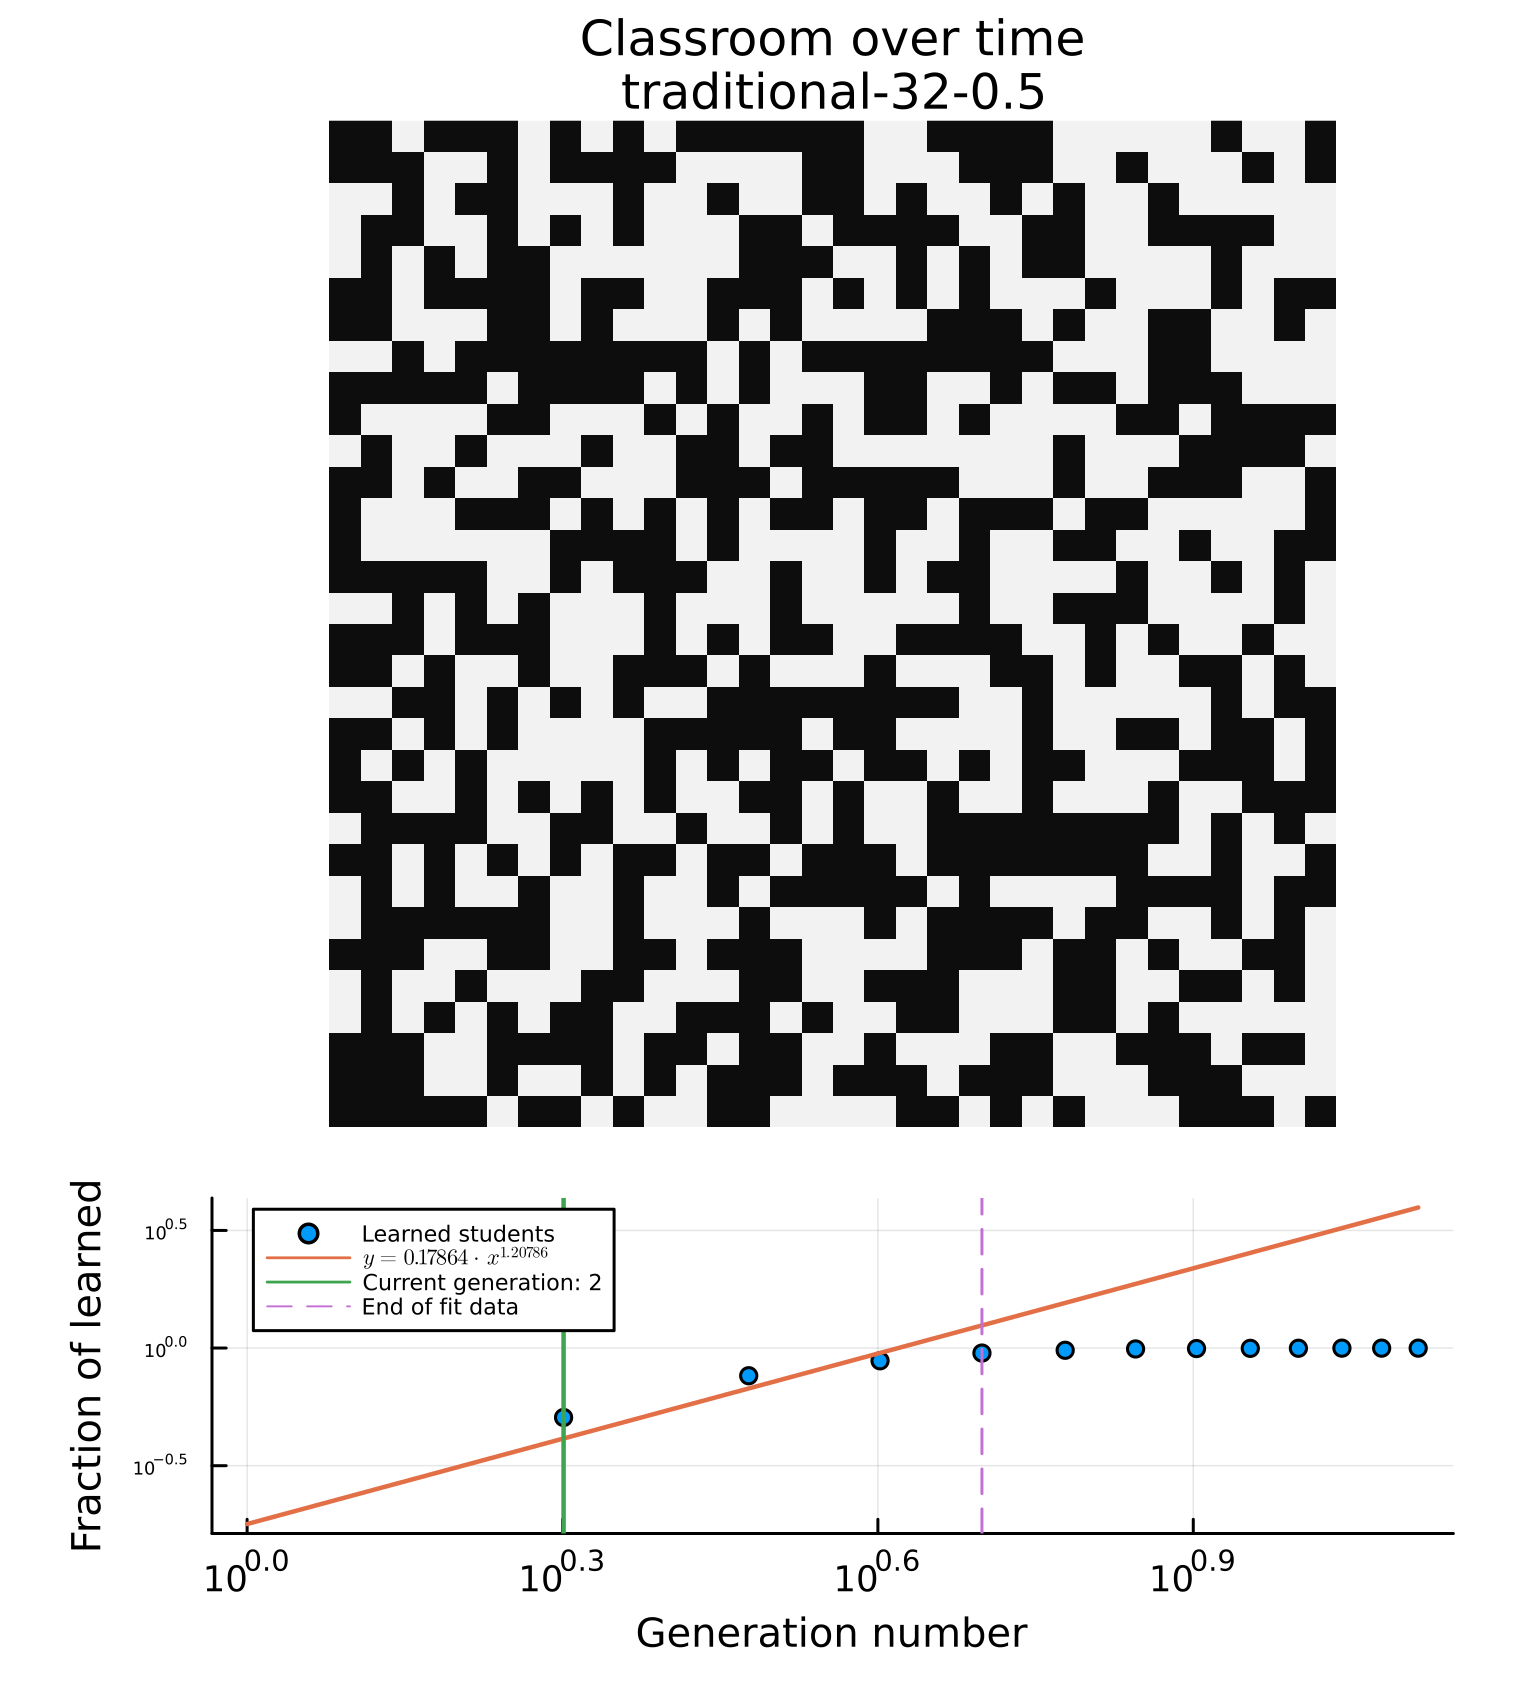 Classroom over time
traditional-32-0.5
Fraction of learned
10^0.5
10^0.0
10^−0.5
Learned students
y = 0.17864 · x^1.20786
Current generation: 2
End of fit data
10^0.0
10^0.3
10^0.6
10^0.9
Generation number